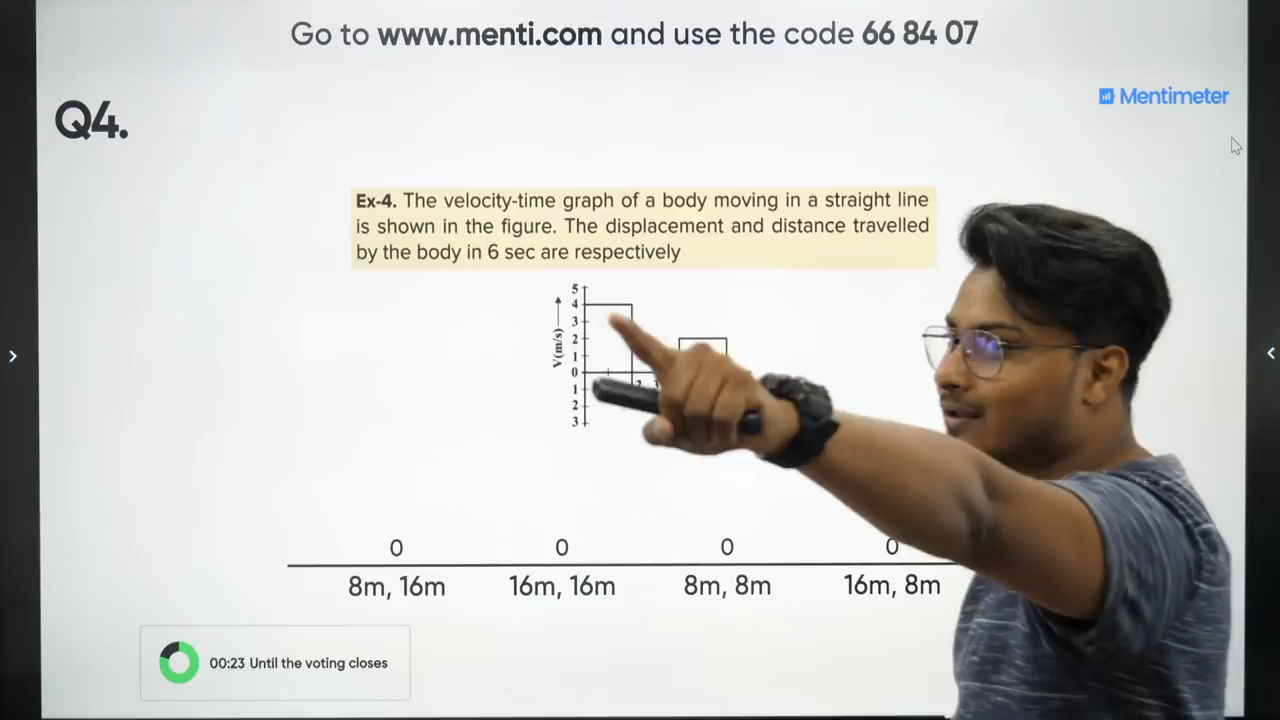 Go to www.menti.com and use the code 66 84 07
Mentimeter
Q4.
Ex-4. The velocity-time graph of a body moving in a straight line
is shown in the figure. The displacement and distance travelled
by the body in 6 sec are respectively
5
4
3
2
1
0
1
2
3
V(m/s)
2
0 0 0 0
8m, 16m 16m, 16m 8m, 8m 16m, 8m
00:23 Until the voting closes